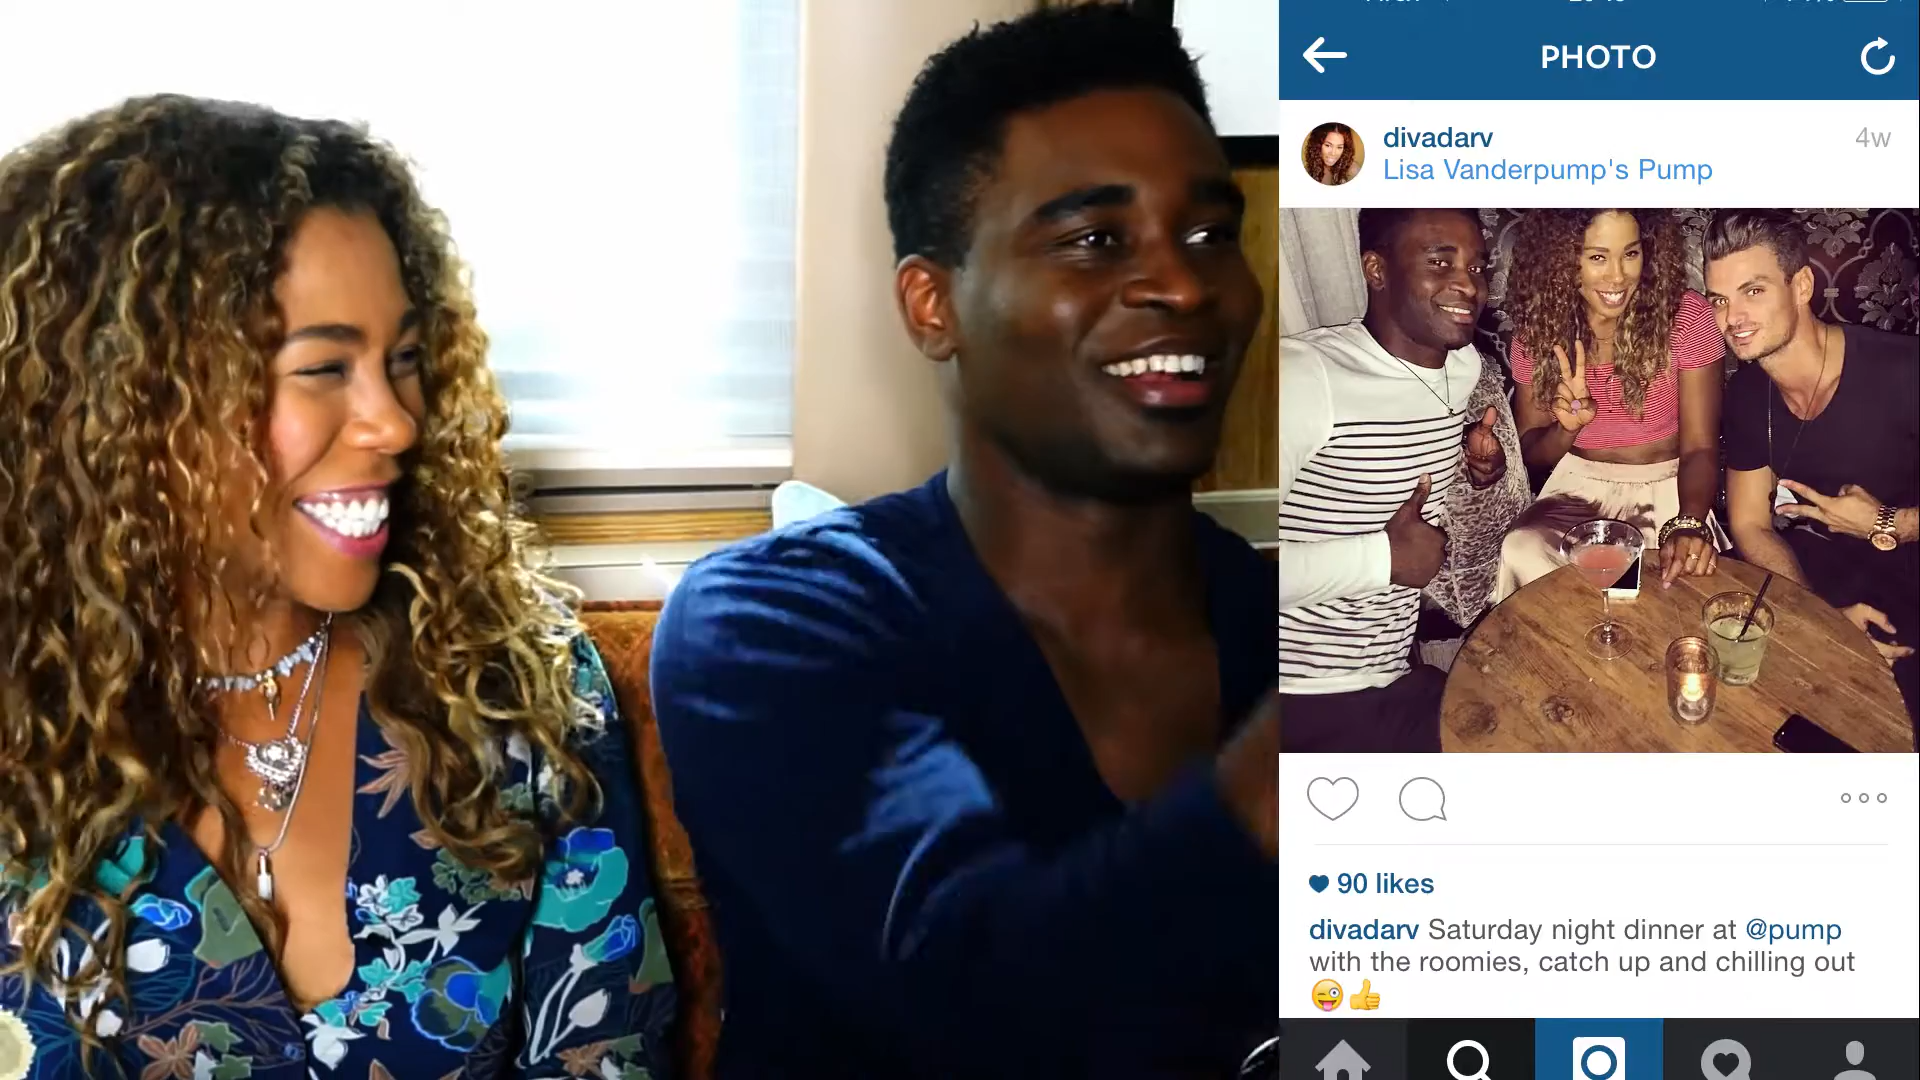 PHOTO
divadarv
4w
Lisa Vanderpump's Pump
90 likes
divadarv Saturday night dinner at @pump
with the roomies, catch up and chilling out
😜👍